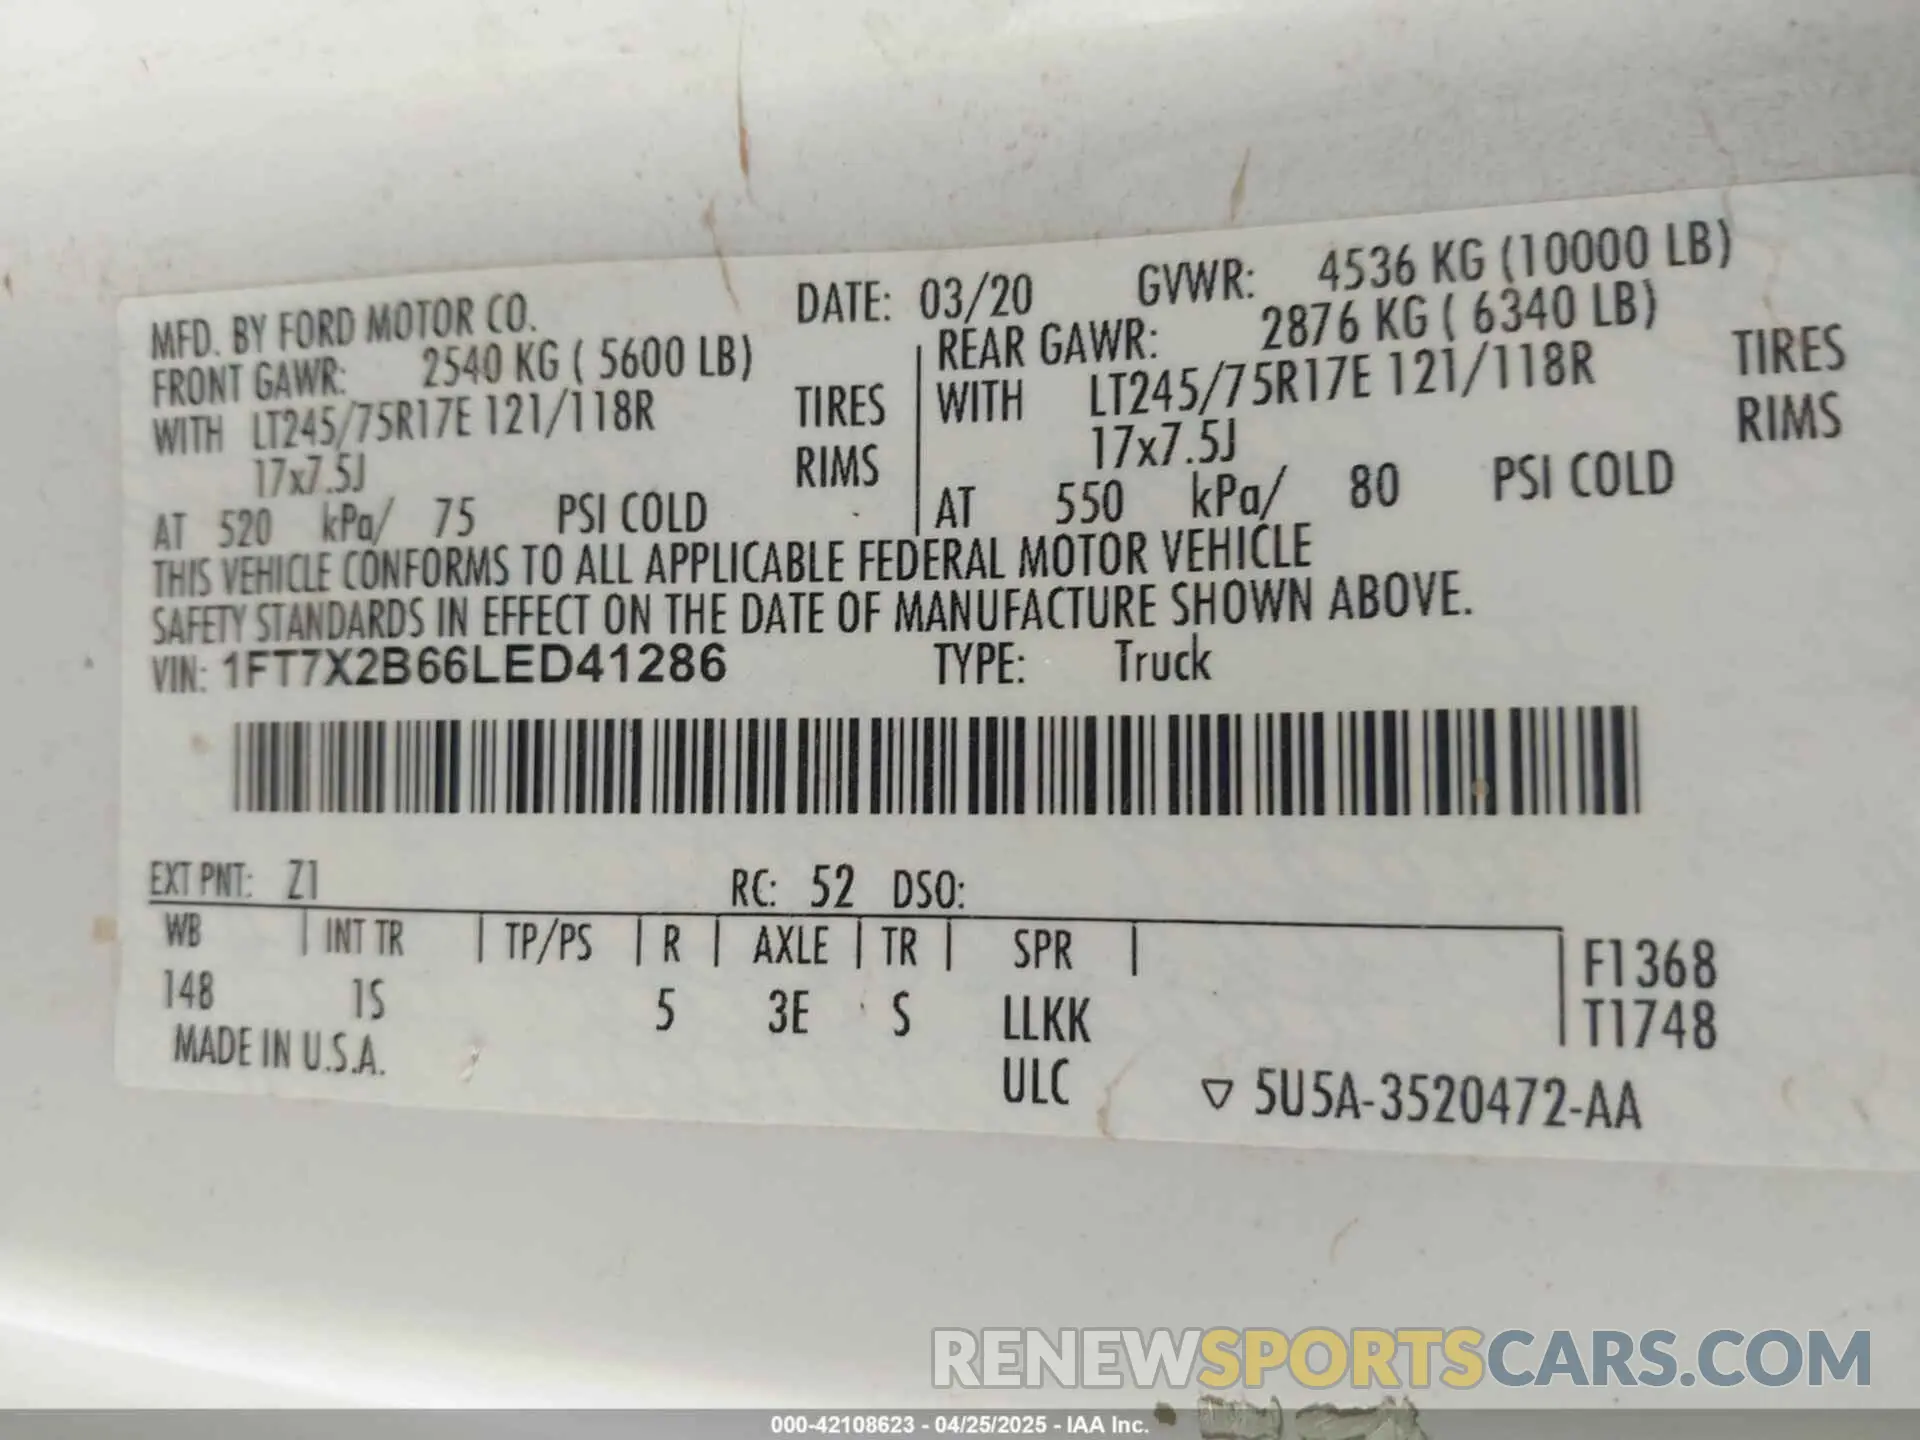 MFD. BY FORD MOTOR CO. DATE: 03/20 GVWR: 4536 KG (10000 LB)
FRONT GAWR: 2540 KG ( 5600 LB) REAR GAWR: 2876 KG ( 6340 LB)
WITH LT245/75R17E 121/118R TIRES WITH LT245/75R17E 121/118R TIRES
17x7.5J RIMS 17x7.5J RIMS
AT 520 kPa/ 75 PSI COLD AT 550 kPa/ 80 PSI COLD
THIS VEHICLE CONFORMS TO ALL APPLICABLE FEDERAL MOTOR VEHICLE
SAFETY STANDARDS IN EFFECT ON THE DATE OF MANUFACTURE SHOWN ABOVE.
VIN: 1FT7X2B66LED41286 TYPE: Truck
EXT PNT: Z1 RC: 52 DSO:
WB INT TR TP/PS R AXLE TR SPR F1368
148 1S 5 3E S LLKK T1748
MADE IN U.S.A. ULC ▽ 5U5A-3520472-AA
RENEWSPORTSCARS.COM
000-42108623 - 04/25/2025 - IAA Inc.